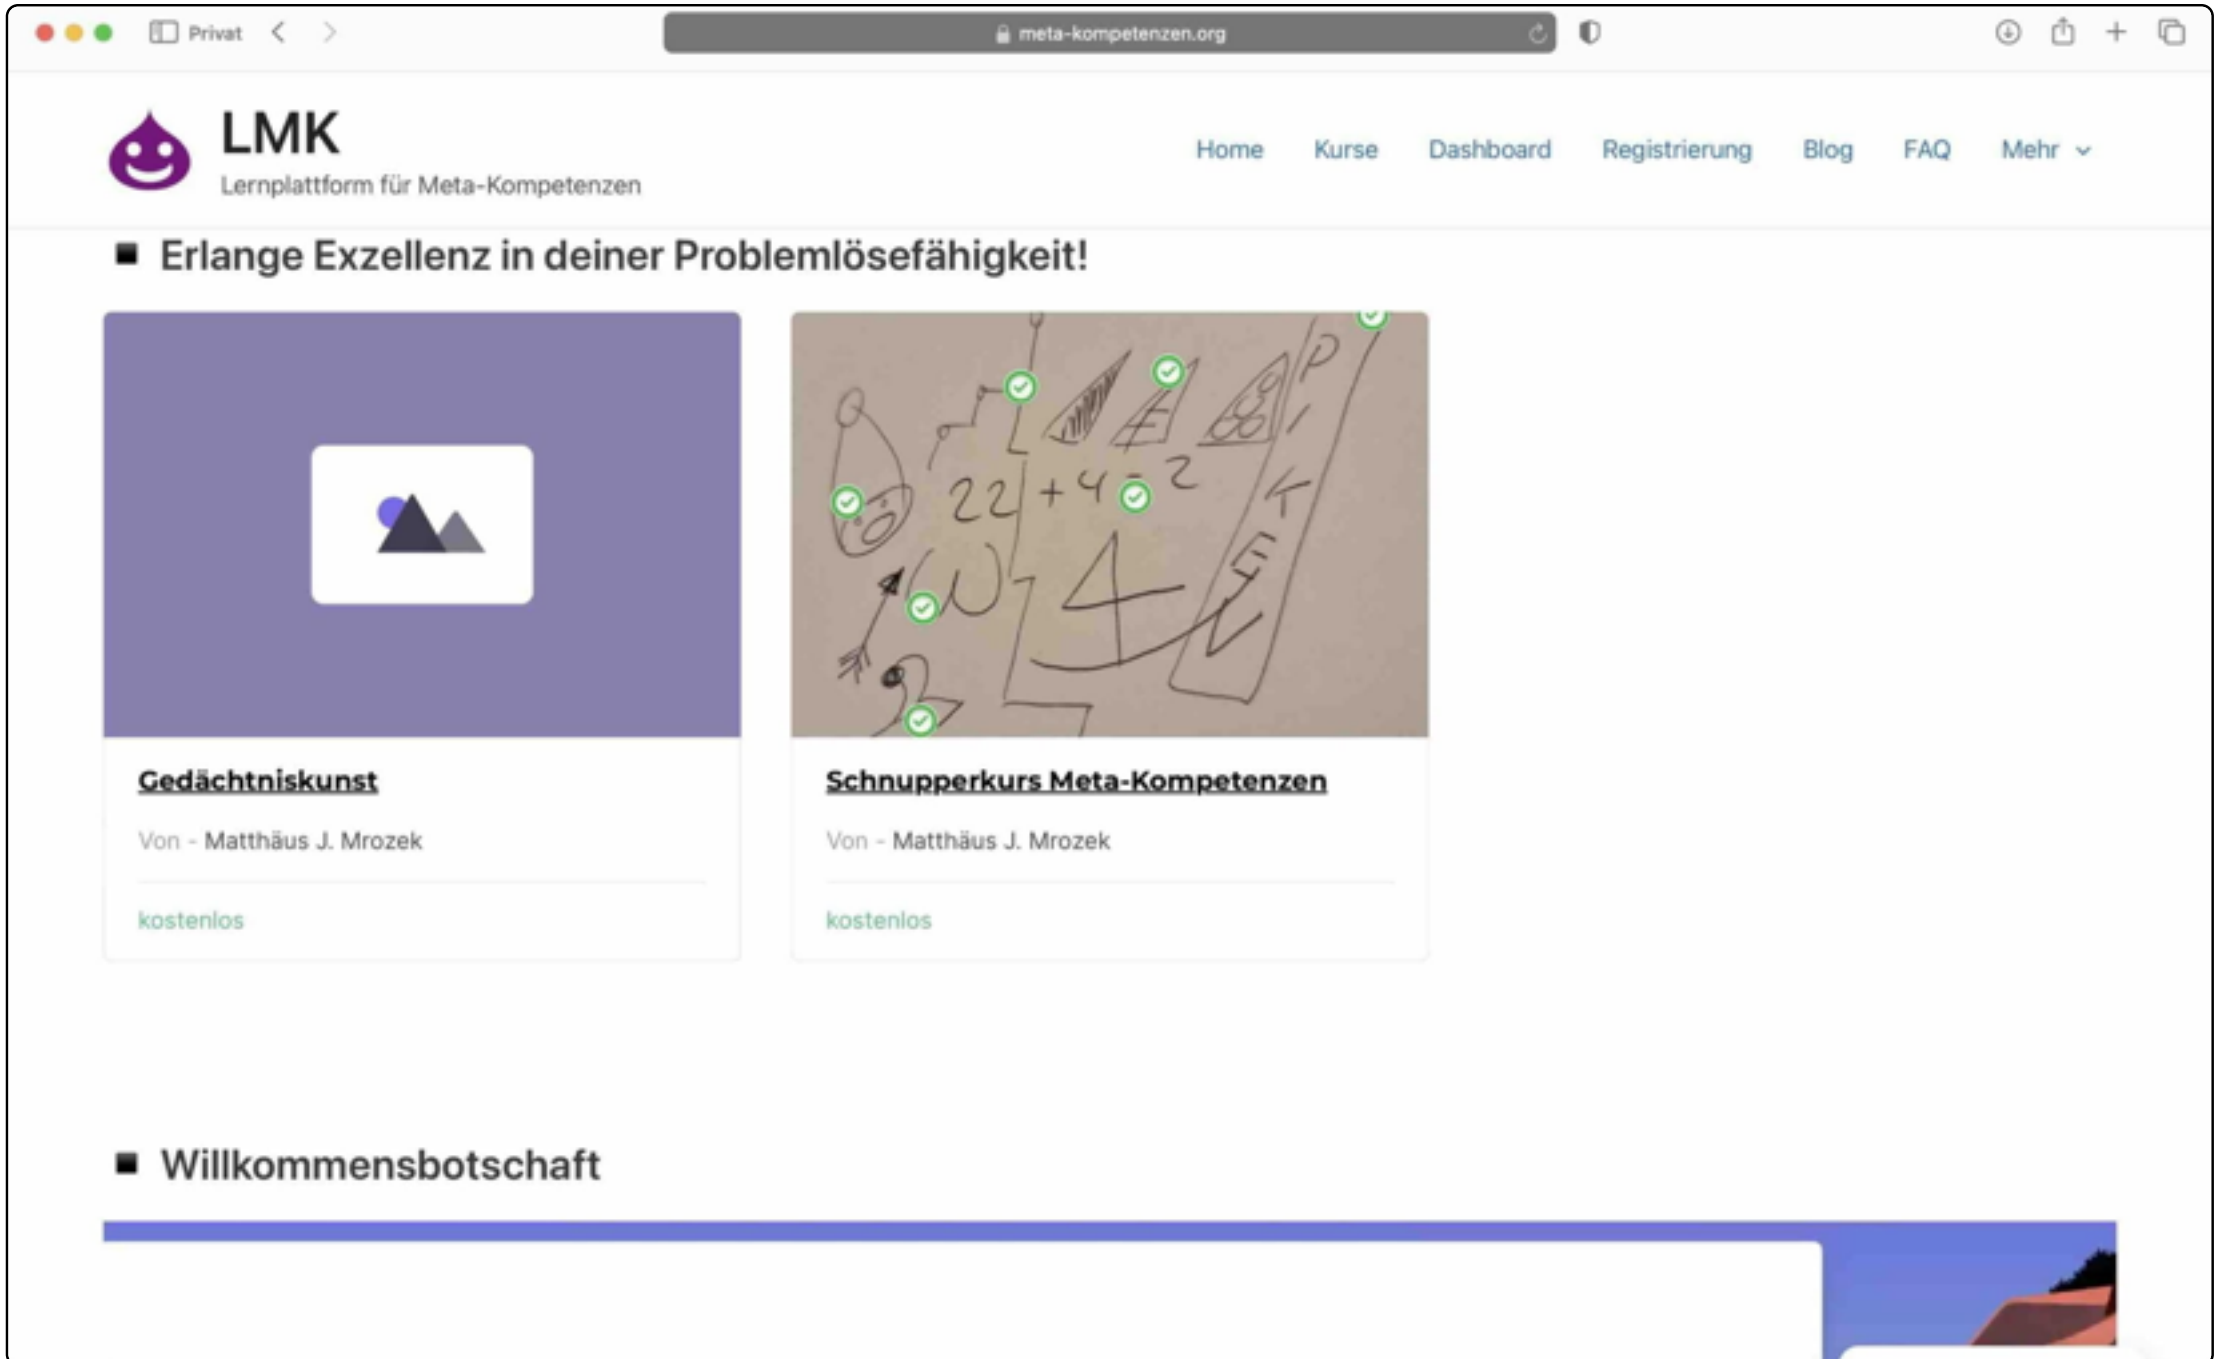 Privat
meta-kompetenzen.org
LMK
Lernplattform für Meta-Kompetenzen
Home Kurse Dashboard Registrierung Blog FAQ Mehr
Erlange Exzellenz in deiner Problemlösefähigkeit!
22 + 4 = 2
PIKE
Gedächtniskunst
Von - Matthäus J. Mrozek
kostenlos
Schnupperkurs Meta-Kompetenzen
Von - Matthäus J. Mrozek
kostenlos
Willkommensbotschaft